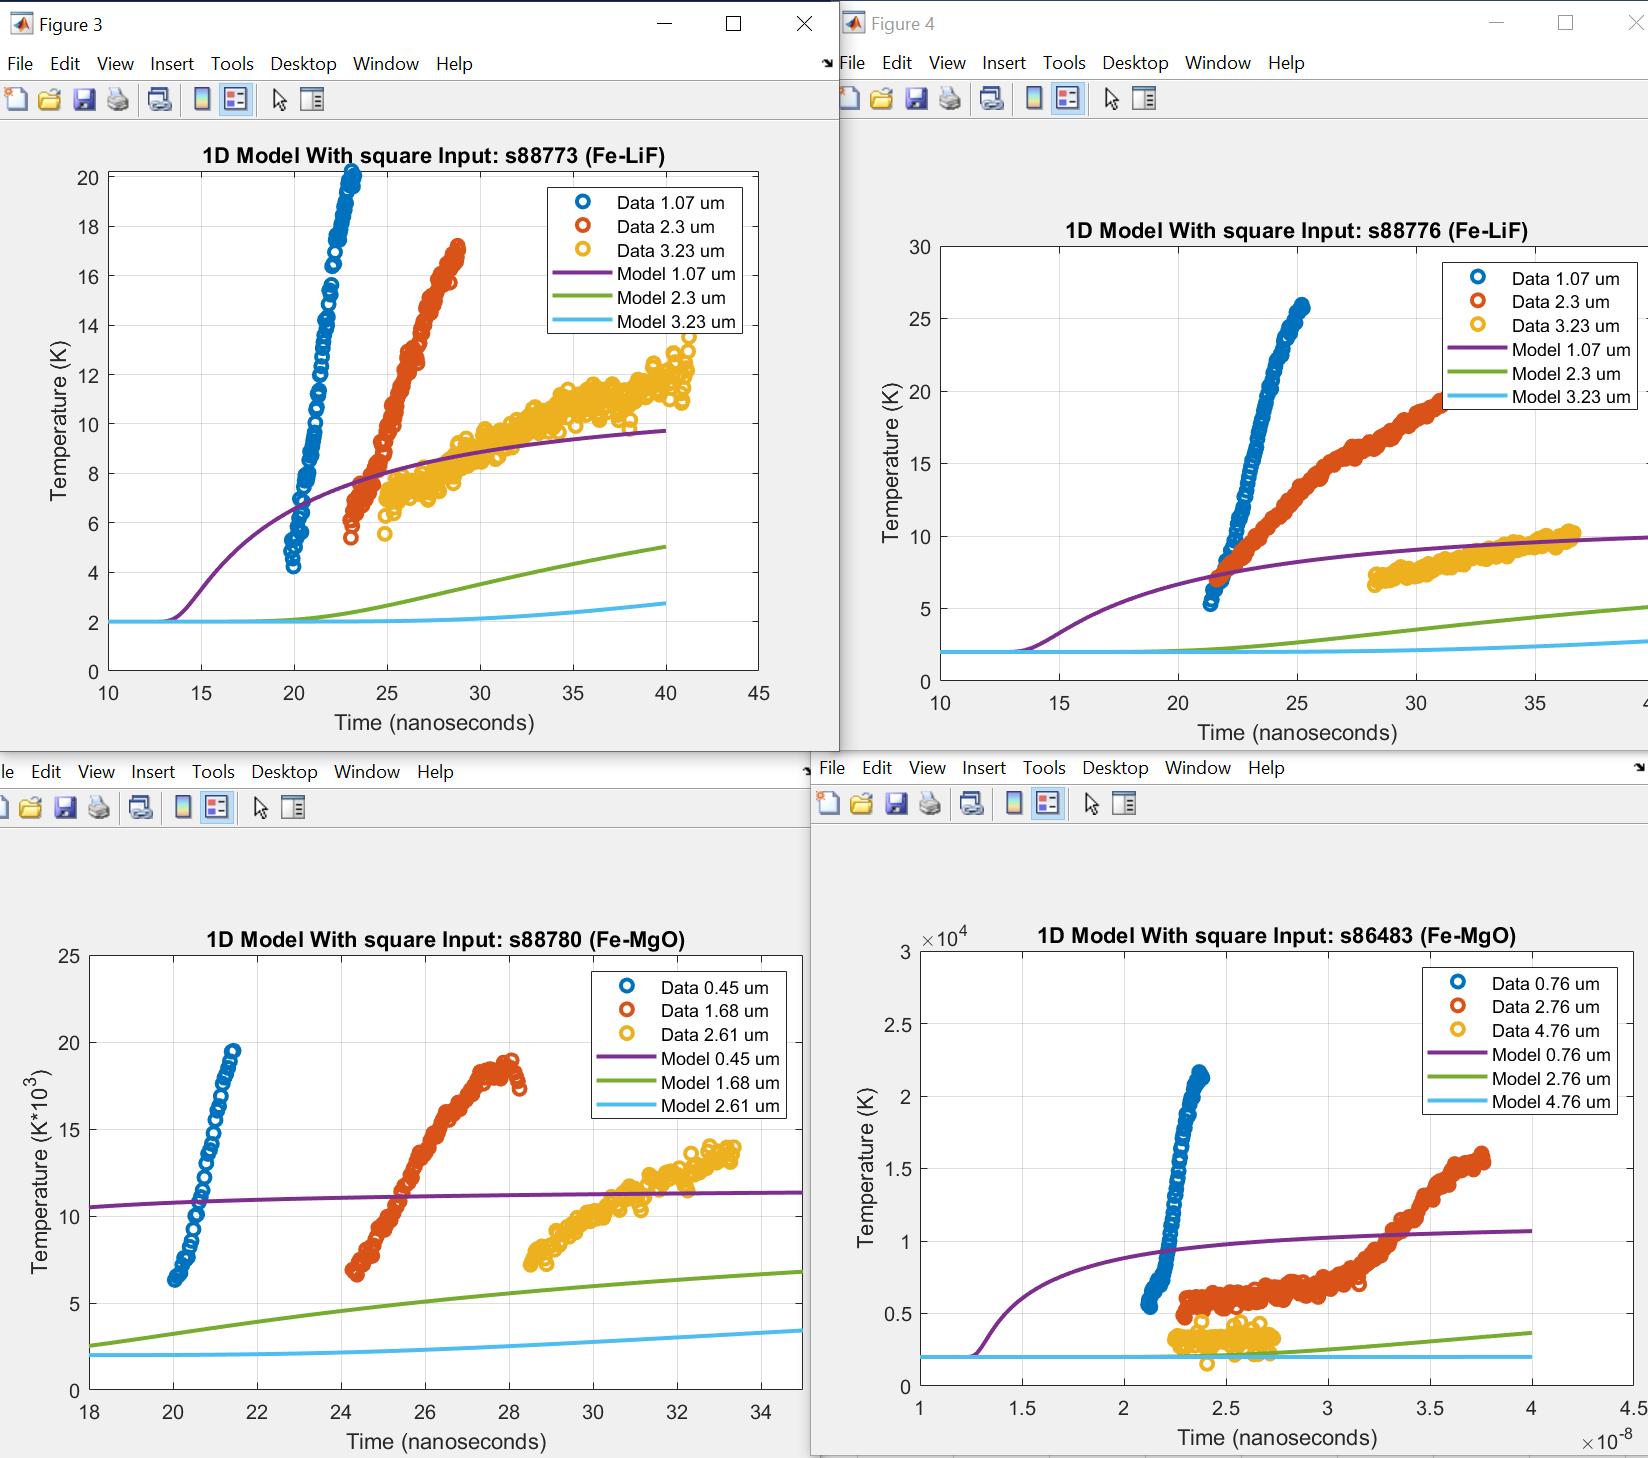 Figure 3
File Edit View Insert Tools Desktop Window Help
1D Model With square Input: s88773 (Fe-LiF)
Temperature (K)
20
18
16
14
12
10
8
6
4
2
0
Data 1.07 um
Data 2.3 um
Data 3.23 um
Model 1.07 um
Model 2.3 um
Model 3.23 um
10 15 20 25 30 35 40 45
Time (nanoseconds)
Figure 4
File Edit View Insert Tools Desktop Window Help
1D Model With square Input: s88776 (Fe-LiF)
Temperature (K)
30
25
20
15
10
5
0
Data 1.07 um
Data 2.3 um
Data 3.23 um
Model 1.07 um
Model 2.3 um
Model 3.23 um
10 15 20 25 30 35
Time (nanoseconds)
le Edit View Insert Tools Desktop Window Help
1D Model With square Input: s88780 (Fe-MgO)
Temperature (K*10³)
25
20
15
10
5
0
Data 0.45 um
Data 1.68 um
Data 2.61 um
Model 0.45 um
Model 1.68 um
Model 2.61 um
18 20 22 24 26 28 30 32 34
Time (nanoseconds)
File Edit View Insert Tools Desktop Window Help
×10⁴
1D Model With square Input: s86483 (Fe-MgO)
Temperature (K)
3
2.5
2
1.5
1
0.5
0
Data 0.76 um
Data 2.76 um
Data 4.76 um
Model 0.76 um
Model 2.76 um
Model 4.76 um
1 1.5 2 2.5 3 3.5 4 4.5
Time (nanoseconds)
×10⁻⁸